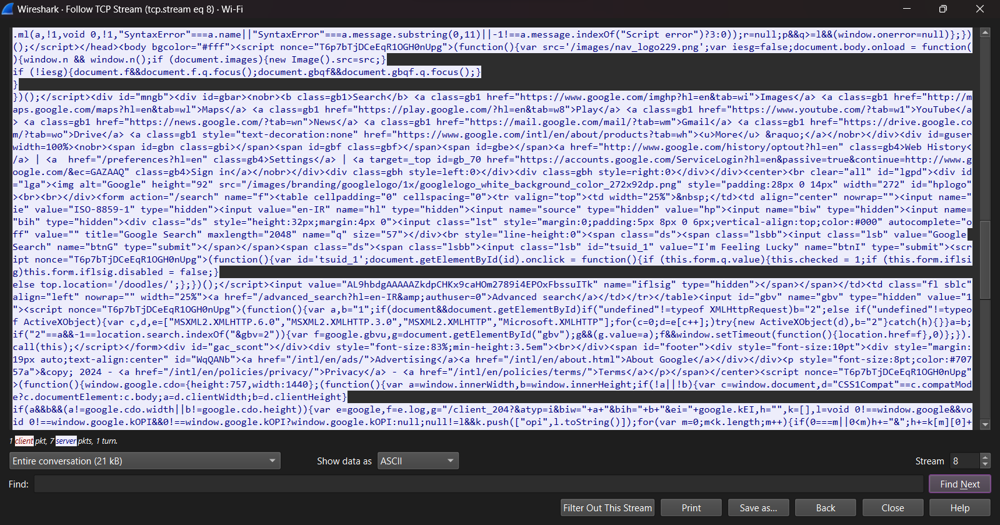 Wireshark · Follow TCP Stream (tcp.stream eq 8) · Wi-Fi
.ml(a,!1,void 0,!1,"SyntaxError"===a.name||"SyntaxError"===a.message.substring(0,11)||-1!==a.message.indexOf("Script error")?3:0));r=null;p&&q>=l&&(window.onerror=null)};})
();</script></head><body bgcolor="#fff"><script nonce="T6p7bTjDCeEqR1OGH0nUpg">(function(){var src='/images/nav_logo229.png';var iesg=false;document.body.onload = function(
){window.n && window.n();if (document.images){new Image().src=src;}
if (!iesg){document.f&&document.f.q.focus();document.gbqf&&document.gbqf.q.focus();}
}
})();</script><div id="mngb"><div id=gbar><nobr><b class=gb1>Search</b> <a class=gb1 href="https://www.google.com/imghp?hl=en&tab=wi">Images</a> <a class=gb1 href="http://m
aps.google.com/maps?hl=en&tab=wl">Maps</a> <a class=gb1 href="https://play.google.com/?hl=en&tab=w8">Play</a> <a class=gb1 href="https://www.youtube.com/?tab=w1">YouTube</a
> <a class=gb1 href="https://news.google.com/?tab=wn">News</a> <a class=gb1 href="https://mail.google.com/mail/?tab=wm">Gmail</a> <a class=gb1 href="https://drive.google.co
m/?tab=wo">Drive</a> <a class=gb1 style="text-decoration:none" href="https://www.google.com/intl/en/about/products?tab=wh"><u>More</u> &raquo;</a></nobr></div><div id=guser 
width=100%><nobr><span id=gbn class=gbi></span><span id=gbf class=gbf></span><span id=gbe></span><a href="http://www.google.com/history/optout?hl=en" class=gb4>Web History<
/a> | <a  href="/preferences?hl=en" class=gb4>Settings</a> | <a target=_top id=gb_70 href="https://accounts.google.com/ServiceLogin?hl=en&passive=true&continue=http://www.g
oogle.com/&ec=GAZAAQ" class=gb4>Sign in</a></nobr></div><div class=gbh style=left:0></div><div class=gbh style=right:0></div></div><center><br clear="all" id="lgpd"><div id
="lga"><img alt="Google" height="92" src="/images/branding/googlelogo/1x/googlelogo_white_background_color_272x92dp.png" style="padding:28px 0 14px" width="272" id="hplogo"
><br><br></div><form action="/search" name="f"><table cellpadding="0" cellspacing="0"><tr valign="top"><td width="25%">&nbsp;</td><td align="center" nowrap=""><input name="
ie" value="ISO-8859-1" type="hidden"><input value="en-IR" name="hl" type="hidden"><input name="source" type="hidden" value="hp"><input name="biw" type="hidden"><input name=
"bih" type="hidden"><div class="ds" style="height:32px;margin:4px 0"><input class="lst" style="margin:0;padding:5px 8px 0 6px;vertical-align:top;color:#000" autocomplete="o
ff" value="" title="Google Search" maxlength="2048" name="q" size="57"></div><br style="line-height:0"><span class="ds"><span class="lsbb"><input class="lsb" value="Google 
Search" name="btnG" type="submit"></span></span><span class="ds"><span class="lsbb"><input class="lsb" id="tsuid_1" value="I'm Feeling Lucky" name="btnI" type="submit"><scr
ipt nonce="T6p7bTjDCeEqR1OGH0nUpg">(function(){var id='tsuid_1';document.getElementById(id).onclick = function(){if (this.form.q.value){this.checked = 1;if (this.form.iflsi
g)this.form.iflsig.disabled = false;}
else top.location='/doodles/';};})();</script><input value="AL9hbdgAAAAAZkdpCHKx9caHOm2789i4EPOxFbssuITk" name="iflsig" type="hidden"></span></span></td><td class="fl sblc" 
align="left" nowrap="" width="25%"><a href="/advanced_search?hl=en-IR&amp;authuser=0">Advanced search</a></td></tr></table><input id="gbv" name="gbv" type="hidden" value="1
"><script nonce="T6p7bTjDCeEqR1OGH0nUpg">(function(){var a,b="1";if(document&&document.getElementById)if("undefined"!=typeof XMLHttpRequest)b="2";else if("undefined"!=typeo
f ActiveXObject){var c,d,e=["MSXML2.XMLHTTP.6.0","MSXML2.XMLHTTP.3.0","MSXML2.XMLHTTP","Microsoft.XMLHTTP"];for(c=0;d=e[c++];)try{new ActiveXObject(d),b="2"}catch(h){}}a=b;
if("2"==a&&-1==location.search.indexOf("&gbv=2")){var f=google.gbvu,g=document.getElementById("gbv");g&&(g.value=a);f&&window.setTimeout(function(){location.href=f},0)};}).
call(this);</script></form><div id="gac_scont"></div><div style="font-size:83%;min-height:3.5em"><br></div><span id="footer"><div style="font-size:10pt"><div style="margin:
19px auto;text-align:center" id="WqQANb"><a href="/intl/en/ads/">Advertising</a><a href="/intl/en/about.html">About Google</a></div></div><p style="font-size:8pt;color:#707
57a">&copy; 2024 - <a href="/intl/en/policies/privacy/">Privacy</a> - <a href="/intl/en/policies/terms/">Terms</a></p></span></center><script nonce="T6p7bTjDCeEqR1OGH0nUpg"
>(function(){window.google.cdo={height:757,width:1440};(function(){var a=window.innerWidth,b=window.innerHeight;if(!a||!b){var c=window.document,d="CSS1Compat"==c.compatMod
e?c.documentElement:c.body;a=d.clientWidth;b=d.clientHeight}
if(a&&b&&(a!=google.cdo.width||b!=google.cdo.height)){var e=google,f=e.log,g="/client_204?&atyp=i&biw="+a+"&bih="+b+"&ei="+google.kEI,h="",k=[],l=void 0!==window.google&&vo
id 0!==window.google.kOPI&&0!==window.google.kOPI?window.google.kOPI:null;null!=l&&k.push(["opi",l.toString()]);for(var m=0;m<k.length;m++){if(0===m||0<m)h+="&";h+=k[m][0]+
1 client pkt, 7 server pkts, 1 turn.
Entire conversation (21 kB) Show data as ASCII Stream 8
Find: Find Next
Filter Out This Stream Print Save as... Back Close Help